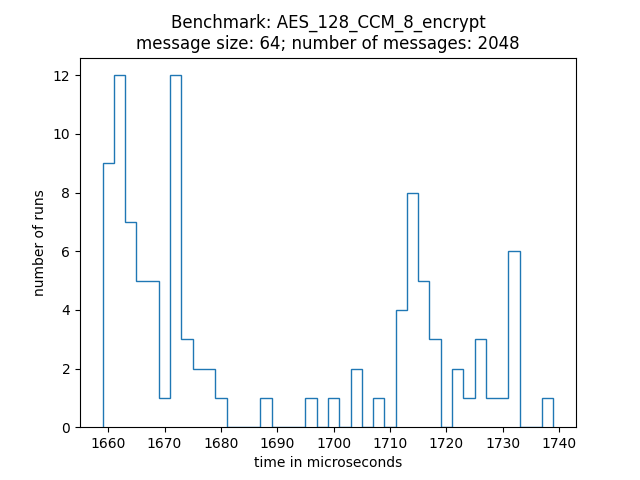 Benchmark: AES_128_CCM_8_encrypt
message size: 64; number of messages: 2048
12
10
8
6
4
2
0
number of runs
1660 1670 1680 1690 1700 1710 1720 1730 1740
time in microseconds